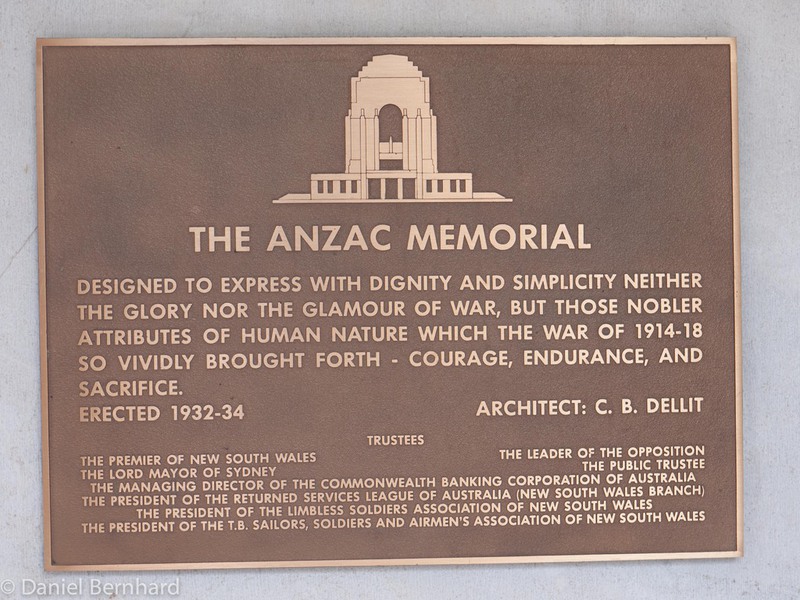 THE ANZAC MEMORIAL
DESIGNED TO EXPRESS WITH DIGNITY AND SIMPLICITY NEITHER
THE GLORY NOR THE GLAMOUR OF WAR, BUT THOSE NOBLER
ATTRIBUTES OF HUMAN NATURE WHICH THE WAR OF 1914-18
SO VIVIDLY BROUGHT FORTH - COURAGE, ENDURANCE, AND
SACRIFICE.
ERECTED 1932-34 ARCHITECT: C. B. DELLIT
TRUSTEES
THE PREMIER OF NEW SOUTH WALES THE LEADER OF THE OPPOSITION
THE LORD MAYOR OF SYDNEY THE PUBLIC TRUSTEE
THE MANAGING DIRECTOR OF THE COMMONWEALTH BANKING CORPORATION OF AUSTRALIA
THE PRESIDENT OF THE RETURNED SERVICES LEAGUE OF AUSTRALIA (NEW SOUTH WALES BRANCH)
THE PRESIDENT OF THE LIMBLESS SOLDIERS ASSOCIATION OF NEW SOUTH WALES
THE PRESIDENT OF THE T.B. SAILORS, SOLDIERS AND AIRMEN'S ASSOCIATION OF NEW SOUTH WALES
© Daniel Bernhard